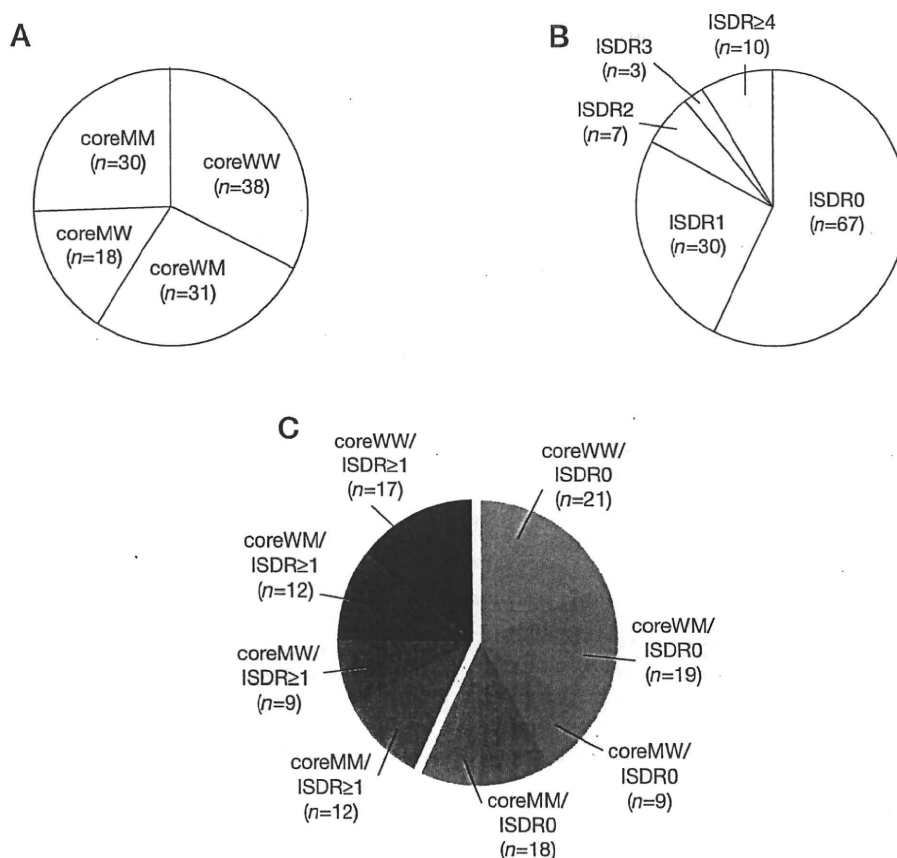 A
coreMM
(n=30)
coreWW
(n=38)
coreMW
(n=18)
coreWM
(n=31)
B
ISDR≥4
(n=10)
ISDR3
(n=3)
ISDR2
(n=7)
ISDR1
(n=30)
ISDR0
(n=67)
C
coreWW/
ISDR≥1
(n=17)
coreWW/
ISDR0
(n=21)
coreWM/
ISDR≥1
(n=12)
coreWM/
ISDR0
(n=19)
coreMW/
ISDR≥1
(n=9)
coreMW/
ISDR0
(n=9)
coreMM/
ISDR≥1
(n=12)
coreMM/
ISDR0
(n=18)